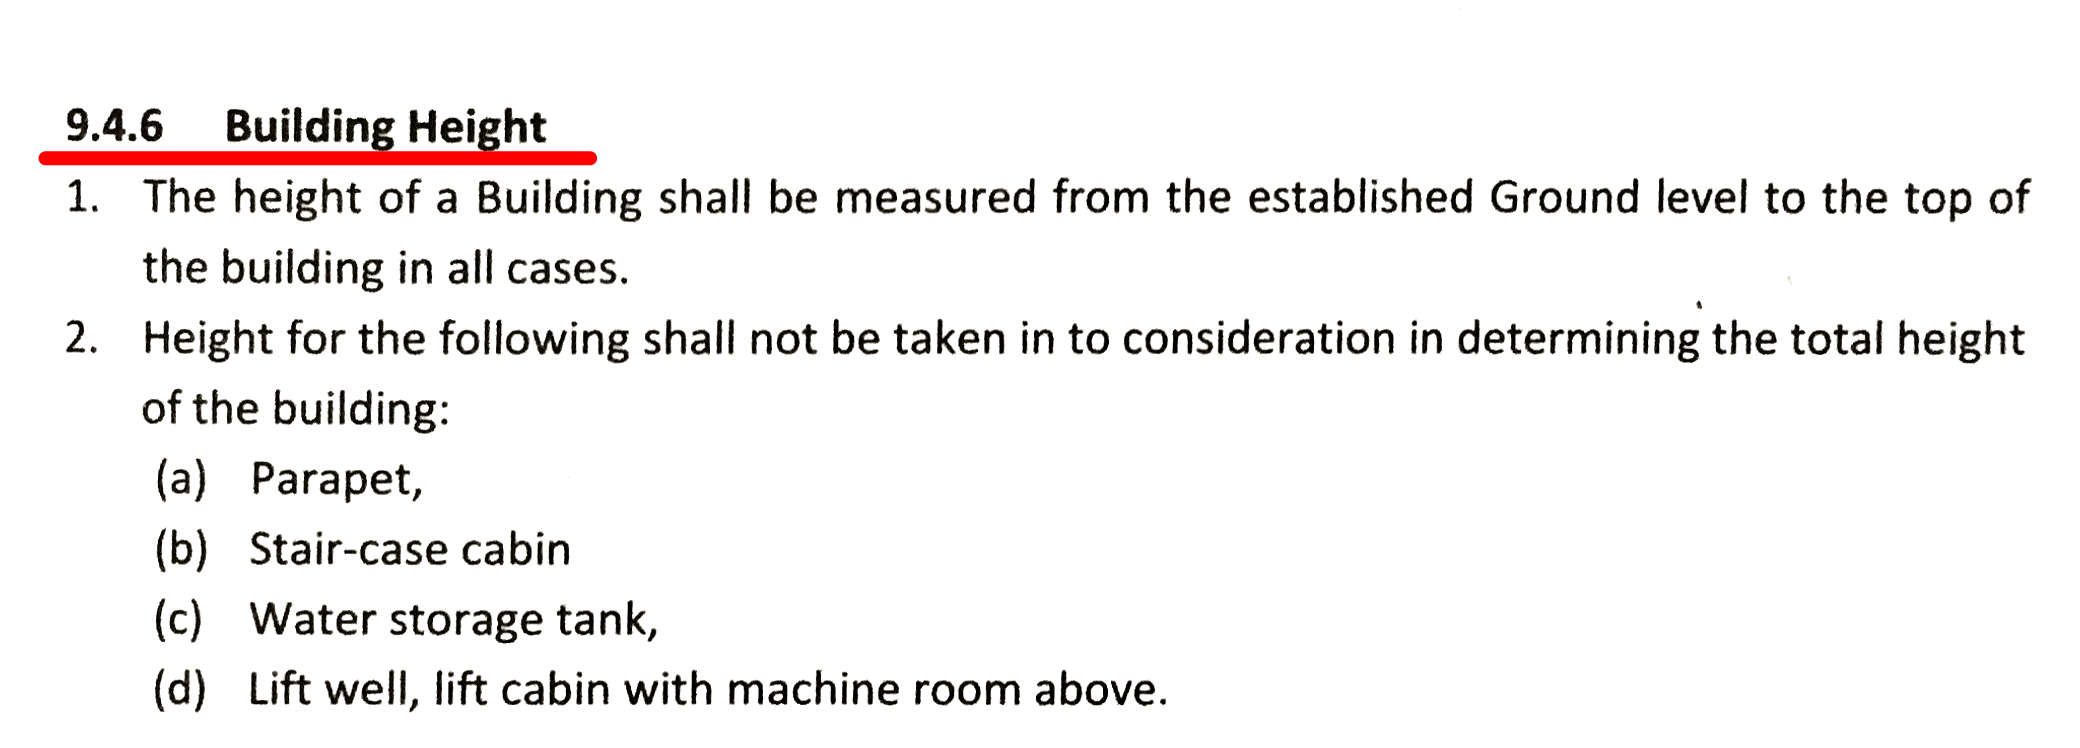 9.4.6 Building Height
1. The height of a Building shall be measured from the established Ground level to the top of
the building in all cases.
2. Height for the following shall not be taken in to consideration in determining the total height
of the building:
(a) Parapet,
(b) Stair-case cabin
(c) Water storage tank,
(d) Lift well, lift cabin with machine room above.